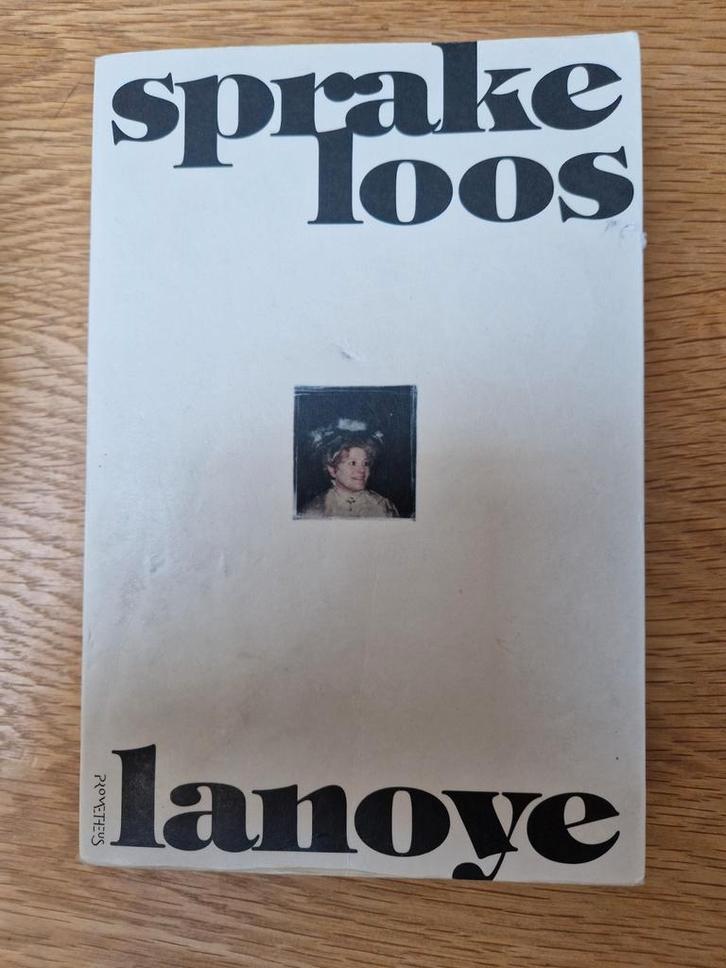 sprake
loos
lanoye
PROMETHEUS